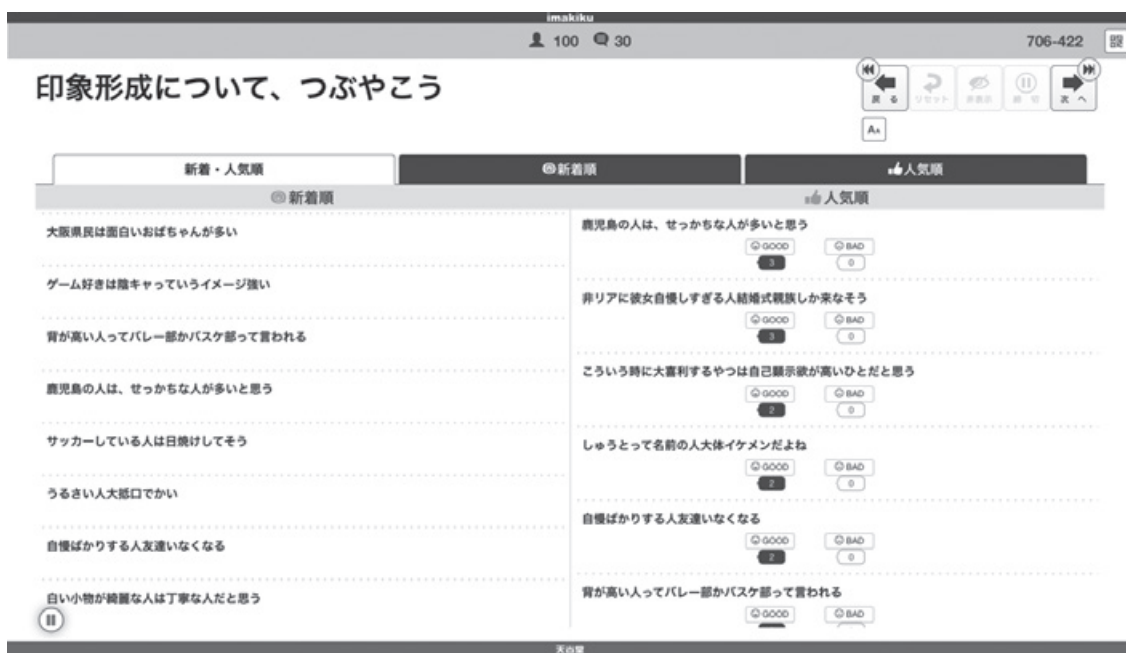 imakiku
100 30 706-422
印象形成について、つぶやこう
戻る リセット 非表示 締切 次へ
AA
新着・人気順 新着順 人気順
新着順
大阪県民は面白いおばちゃんが多い
ゲーム好きは陰キャっていうイメージ強い
背が高い人ってバレー部かバスケ部って言われる
鹿児島の人は、せっかちな人が多いと思う
サッカーしている人は日焼けしてそう
うるさい人大抵口でかい
自慢ばかりする人友達いなくなる
白い小物が綺麗な人は丁寧な人だと思う
人気順
鹿児島の人は、せっかちな人が多いと思う
GOOD BAD
3 0
非リアに彼女自慢しすぎる人結婚式親族しか来なそう
GOOD BAD
3 0
こういう時に大喜利するやつは自己顕示欲が高いひとだと思う
GOOD BAD
2 0
しゅうとって名前の人大体イケメンだよね
GOOD BAD
2 0
自慢ばかりする人友達いなくなる
GOOD BAD
2 0
背が高い人ってバレー部かバスケ部って言われる
GOOD BAD